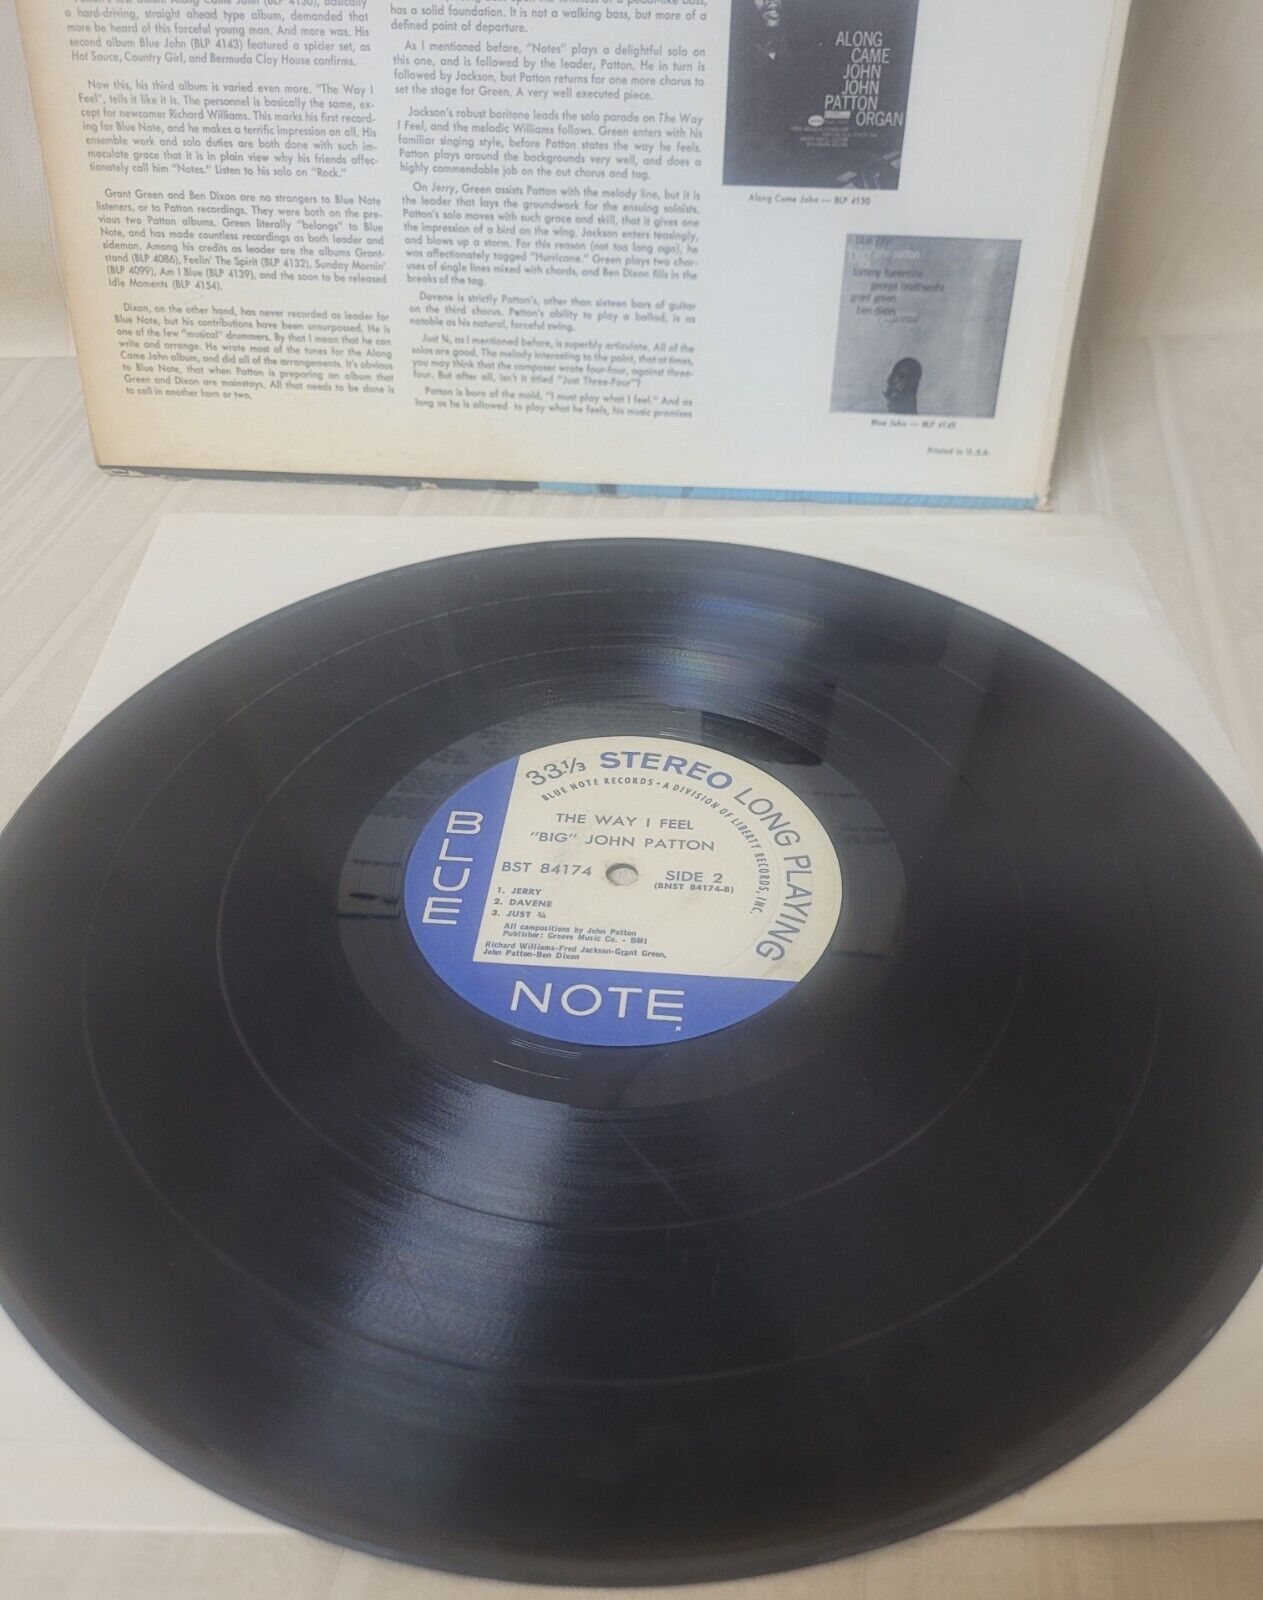 a hard-driving, straight ahead type album, demanded that
more be heard of this forceful young man. And more was. His
second album Blue John (BLP 4143) featured a spider set, as
Hot Sauce, Country Girl, and Bermuda Clay House confirms.
Now this, his third album is varied even more. "The Way I
Feel", tells it like it is. The personnel is basically the same, ex-
cept for newcomer Richard Williams. This marks his first record-
ing for Blue Note, and he makes a terrific impression on all. His
ensemble work and solo duties are both done with such im-
maculate grace that it is in plain view why his friends affec-
tionately call him "Notes." Listen to his solo on "Rock."
Grant Green and Ben Dixon are no strangers to Blue Note
listeners, or to Patton recordings. They were both on the pre-
vious two Patton albums. Green literally "belongs" to Blue
Note, and has made countless recordings as both leader and
sideman. Among his credits as leader are the albums Grant-
stand (BLP 4086), Feelin' The Spirit (BLP 4132), Sunday Mornin'
(BLP 4099), Am I Blue (BLP 4139), and the soon to be released
Idle Moments (BLP 4154).
Dixon, on the other hand, has never recorded as leader for
Blue Note, but his contributions have been unsurpassed. He is
one of the few "musical" drummers. By that I mean that he can
write and arrange. He wrote most of the tunes for the Along
Came John album, and did all of the arrangements. It's obvious
to Blue Note, that when Patton is preparing an album that
Green and Dixon are mainstays. All that needs to be done is
to call in another horn or two.
has a solid foundation. It is not a walking bass, but more of a
defined point of departure.
As I mentioned before, "Notes" plays a delightful solo on
this one, and is followed by the leader, Patton. He in turn is
followed by Jackson, but Patton returns for one more chorus to
set the stage for Green. A very well executed piece.
Jackson's robust baritone leads the solo parade on The Way
I Feel, and the melodic Williams follows. Green enters with his
familiar singing style, before Patton states the way he feels.
Patton plays around the backgrounds very well, and does a
highly commendable job on the out chorus and tag.
On Jerry, Green assists Patton with the melody line, but it is
the leader that lays the groundwork for the ensuing soloists.
Patton's solo moves with such grace and skill, that it gives one
the impression of a bird on the wing. Jackson enters teasingly,
and blows up a storm. For this reason (not too long ago), he
was affectionately tagged "Hurricane." Green plays two chor-
uses of single lines mixed with chords, and Ben Dixon fills in the
breaks of the tag.
Davene is strictly Patton's, other than sixteen bars of guitar
on the third chorus. Patton's ability to play a ballad, is as
notable as his natural, forceful swing.
Just ¾, as I mentioned before, is superbly articulate. All of the
solos are good. The melody interesting to the point, that at times,
you may think that the composer wrote four-four, against three-
four. But after all, isn't it titled "Just Three-Four"?
Patton is born of the mold, "I must play what I feel." And as
long as he is allowed to play what he feels, his music promises
ALONG
CAME
JOHN
JOHN
PATTON
ORGAN
Along Came John — BLP 4130
blue john
big john patton
tommy turrentine
george braithwaite
grant green
ben dixon
Blue John — BLP 4143
Printed in U.S.A.
33⅓ STEREO LONG PLAYING
BLUE NOTE RECORDS • A DIVISION OF LIBERTY RECORDS, INC.
THE WAY I FEEL
"BIG" JOHN PATTON
BST 84174
SIDE 2
(BNST 84174-B)
1. JERRY
2. DAVENE
3. JUST ¾
All compositions by John Patton
Publisher: Groove Music Co. - BMI
Richard Williams-Fred Jackson-Grant Green,
John Patton-Ben Dixon
BLUE
NOTE
R